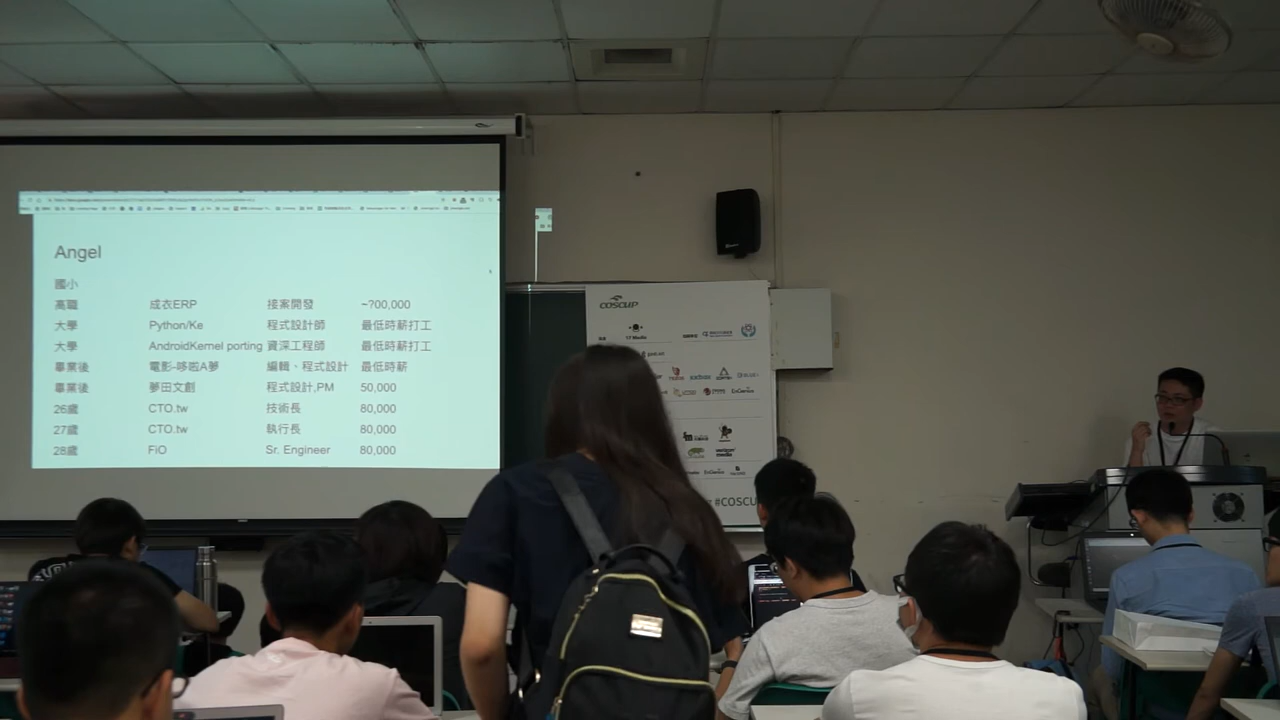 Angel
國小
高職 成衣ERP 接案開發 ~?00,000
大學 Python/Ke 程式設計師 最低時薪打工
大學 AndroidKernel porting 資深工程師 最低時薪打工
畢業後 電影-哆啦A夢 編輯、程式設計 最低時薪
畢業後 夢田文創 程式設計,PM 50,000
26歲 CTO.tw 技術長 80,000
27歲 CTO.tw 執行長 80,000
28歲 FiO Sr. Engineer 80,000
COSCUP
17 Media
#COSCU